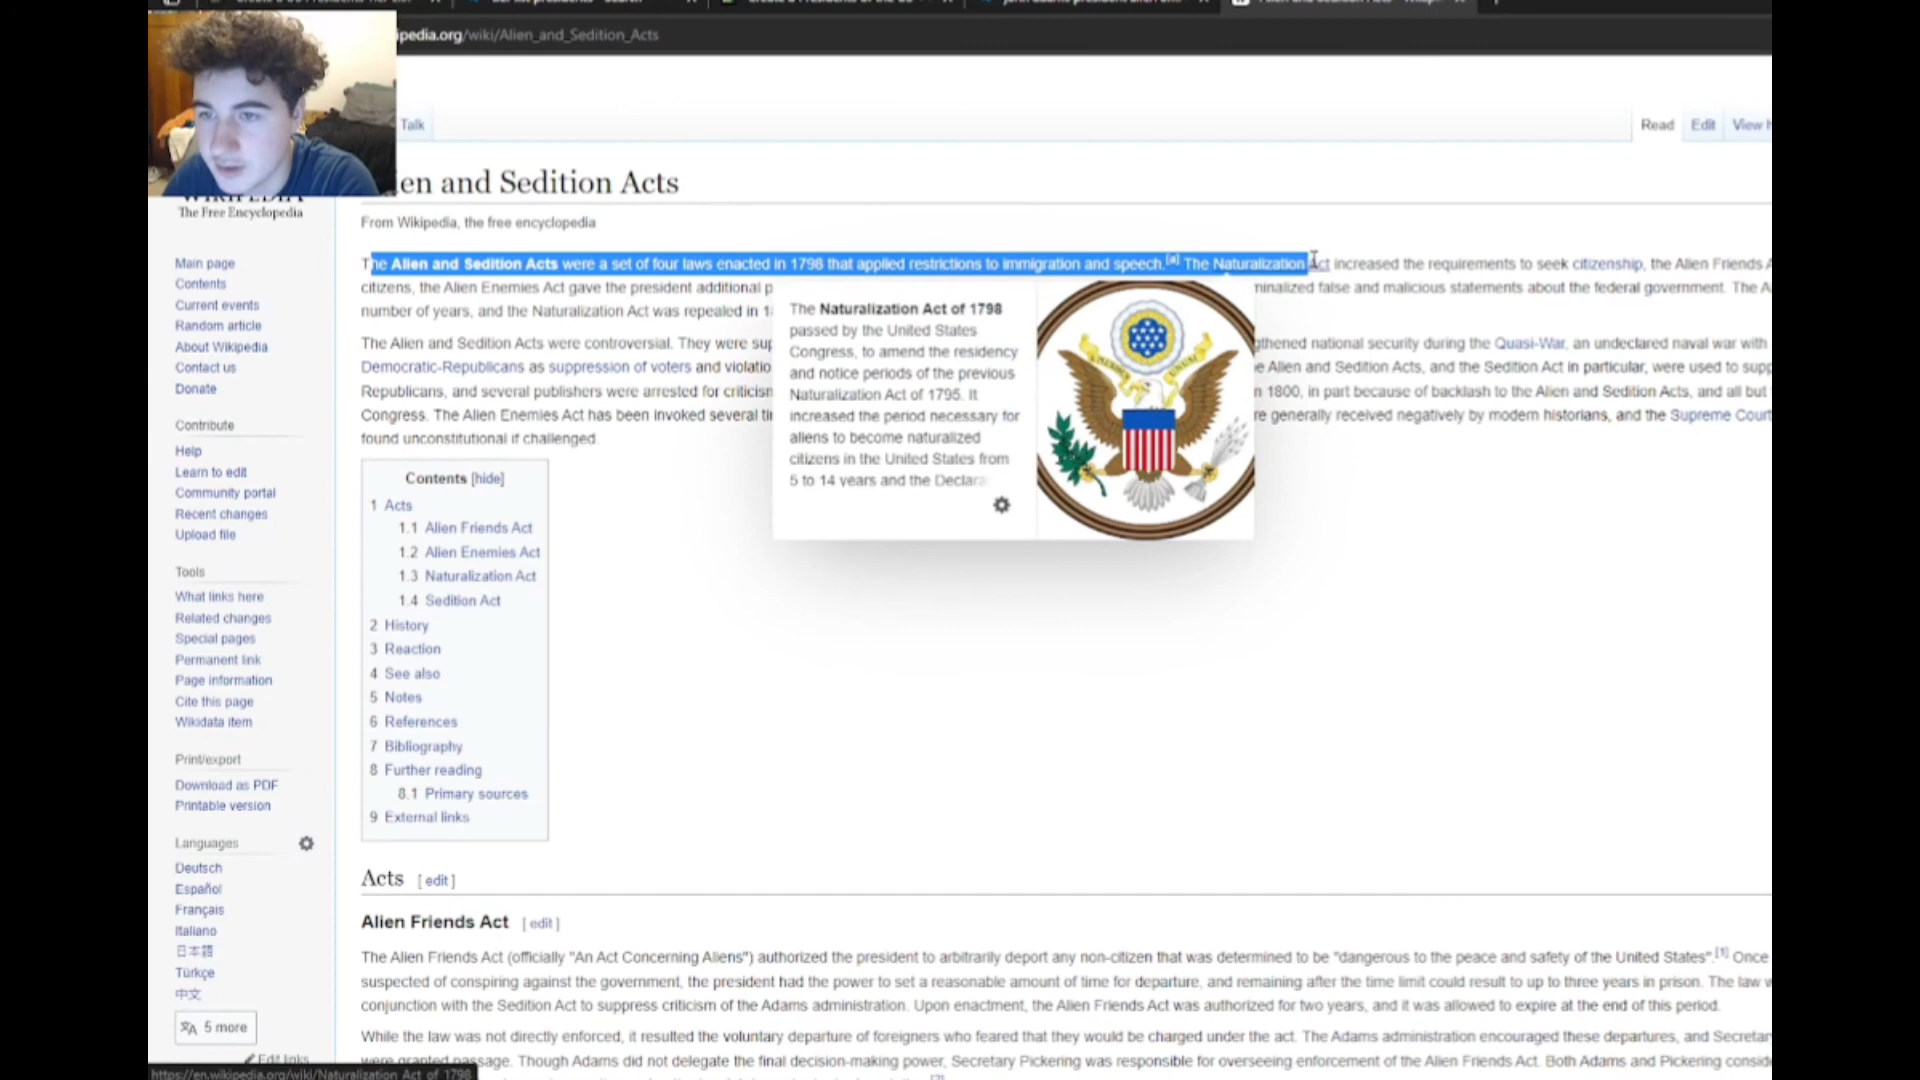 pedia.org/wiki/Alien_and_Sedition_Acts
Talk
Read Edit View
en and Sedition Acts
WIKIPEDIA
The Free Encyclopedia
From Wikipedia, the free encyclopedia
Main page
Contents
Current events
Random article
About Wikipedia
Contact us
Donate
Contribute
Help
Learn to edit
Community portal
Recent changes
Upload file
Tools
What links here
Related changes
Special pages
Permanent link
Page information
Cite this page
Wikidata item
Print/export
Download as PDF
Printable version
Languages
Deutsch
Español
Français
Italiano
日本語
Türkçe
中文
5 more
Edit links
The Alien and Sedition Acts were a set of four laws enacted in 1798 that applied restrictions to immigration and speech.[a] The Naturalization Act increased the requirements to seek citizenship, the Alien Friends
citizens, the Alien Enemies Act gave the president additional minalized false and malicious statements about the federal government. The
number of years, and the Naturalization Act was repealed in
The Alien and Sedition Acts were controversial. They were sup thened national security during the Quasi-War, an undeclared naval war with
Democratic-Republicans as suppression of voters and violatio e Alien and Sedition Acts, and the Sedition Act in particular, were used to supp
Republicans, and several publishers were arrested for criticism n 1800, in part because of backlash to the Alien and Sedition Acts, and all but
Congress. The Alien Enemies Act has been invoked several re generally received negatively by modern historians, and the Supreme Court
found unconstitutional if challenged.
The Naturalization Act of 1798
passed by the United States
Congress, to amend the residency
and notice periods of the previous
Naturalization Act of 1795. It
increased the period necessary for
aliens to become naturalized
citizens in the United States from
5 to 14 years and the Declara
Contents [hide]
1 Acts
1.1 Alien Friends Act
1.2 Alien Enemies Act
1.3 Naturalization Act
1.4 Sedition Act
2 History
3 Reaction
4 See also
5 Notes
6 References
7 Bibliography
8 Further reading
8.1 Primary sources
9 External links
Acts [ edit ]
Alien Friends Act [ edit ]
The Alien Friends Act (officially "An Act Concerning Aliens") authorized the president to arbitrarily deport any non-citizen that was determined to be "dangerous to the peace and safety of the United States".[1] Once
suspected of conspiring against the government, the president had the power to set a reasonable amount of time for departure, and remaining after the time limit could result to up to three years in prison. The law
conjunction with the Sedition Act to suppress criticism of the Adams administration. Upon enactment, the Alien Friends Act was authorized for two years, and it was allowed to expire at the end of this period.
While the law was not directly enforced, it resulted the voluntary departure of foreigners who feared that they would be charged under the act. The Adams administration encouraged these departures, and Secretar
were granted passage. Though Adams did not delegate the final decision-making power, Secretary Pickering was responsible for overseeing enforcement of the Alien Friends Act. Both Adams and Pickering consid
https://en.wikipedia.org/wiki/Naturalization_Act_of_1798